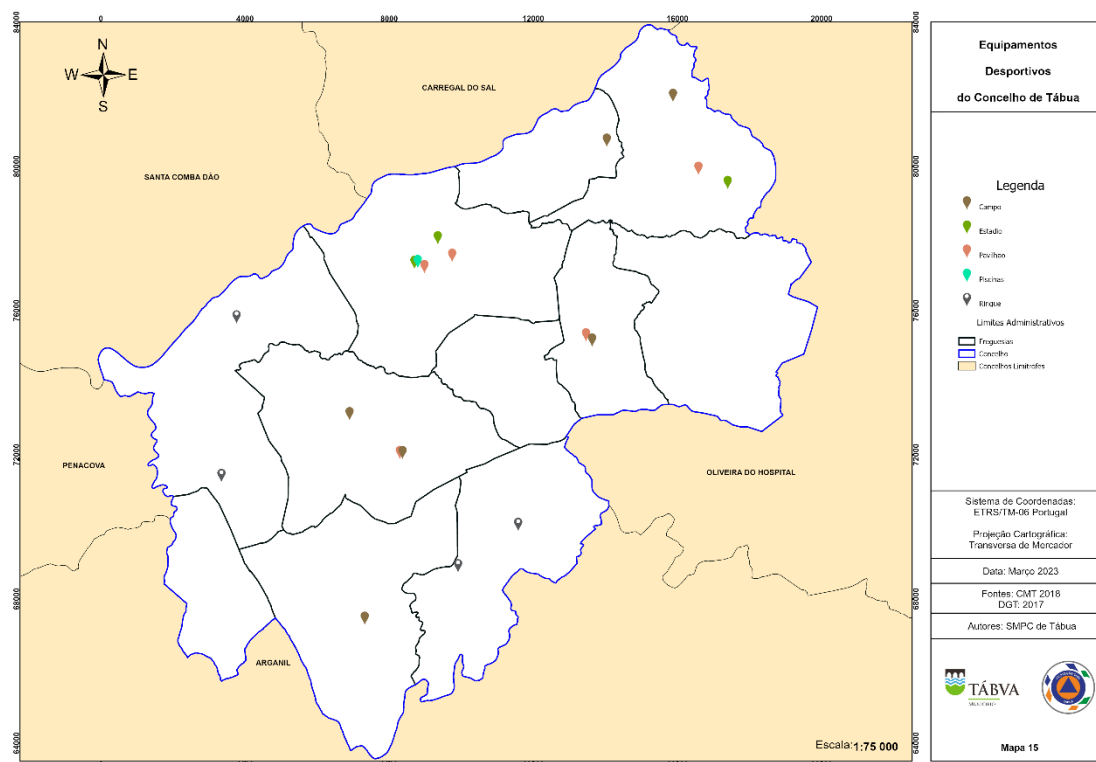 0
4000
8000
12000
16000
20000
84000
84000
N
W
E
S
CARREGAL DO SAL
SANTA COMBA DÃO
80000
80000
76000
76000
72000
72000
PENACOVA
OLIVEIRA DO HOSPITAL
68000
68000
ARGANIL
64000
64000
Escala:1:75 000
Equipamentos
Desportivos
do Concelho de Tábua
Legenda
Campo
Estadio
Pavilhao
Piscinas
Ringue
Limites Administrativos
Freguesias
Concelho
Concelhos Limitrofes
Sistema de Coordenadas:
ETRS/TM-06 Portugal
Projeção Cartográfica:
Transversa de Mercador
Data: Março 2023
Fontes: CMT 2018
DGT: 2017
Autores: SMPC de Tábua
TÁBVA
Mapa 15